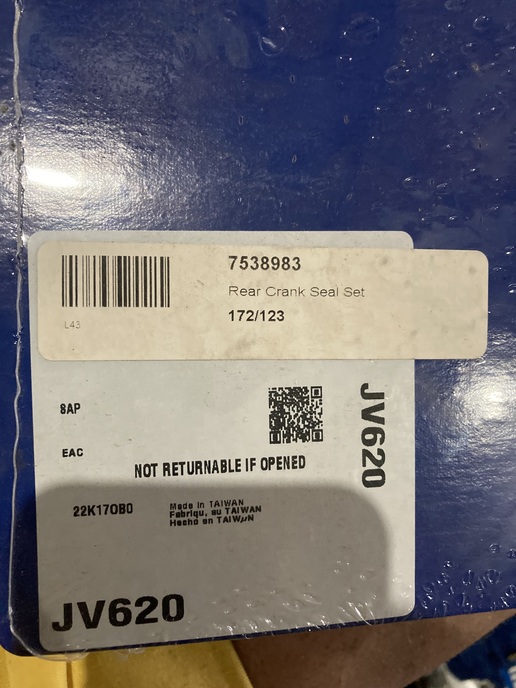 7538983
Rear Crank Seal Set
172/123
L43
8AP
JV620
EAC
NOT RETURNABLE IF OPENED
22K17OB0
Made in TAIWAN
Fabriqu, au TAIWAN
Hecho en TAIWµN
JV620